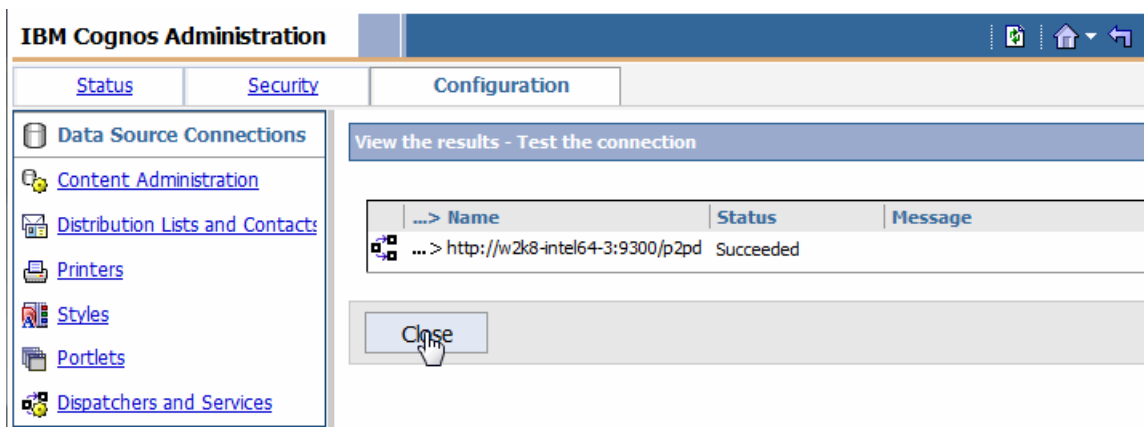 IBM Cognos Administration
Status Security Configuration
Data Source Connections
Content Administration
Distribution Lists and Contacts
Printers
Styles
Portlets
Dispatchers and Services
View the results - Test the connection
...> Name Status Message
... > http://w2k8-intel64-3:9300/p2pd Succeeded
Close